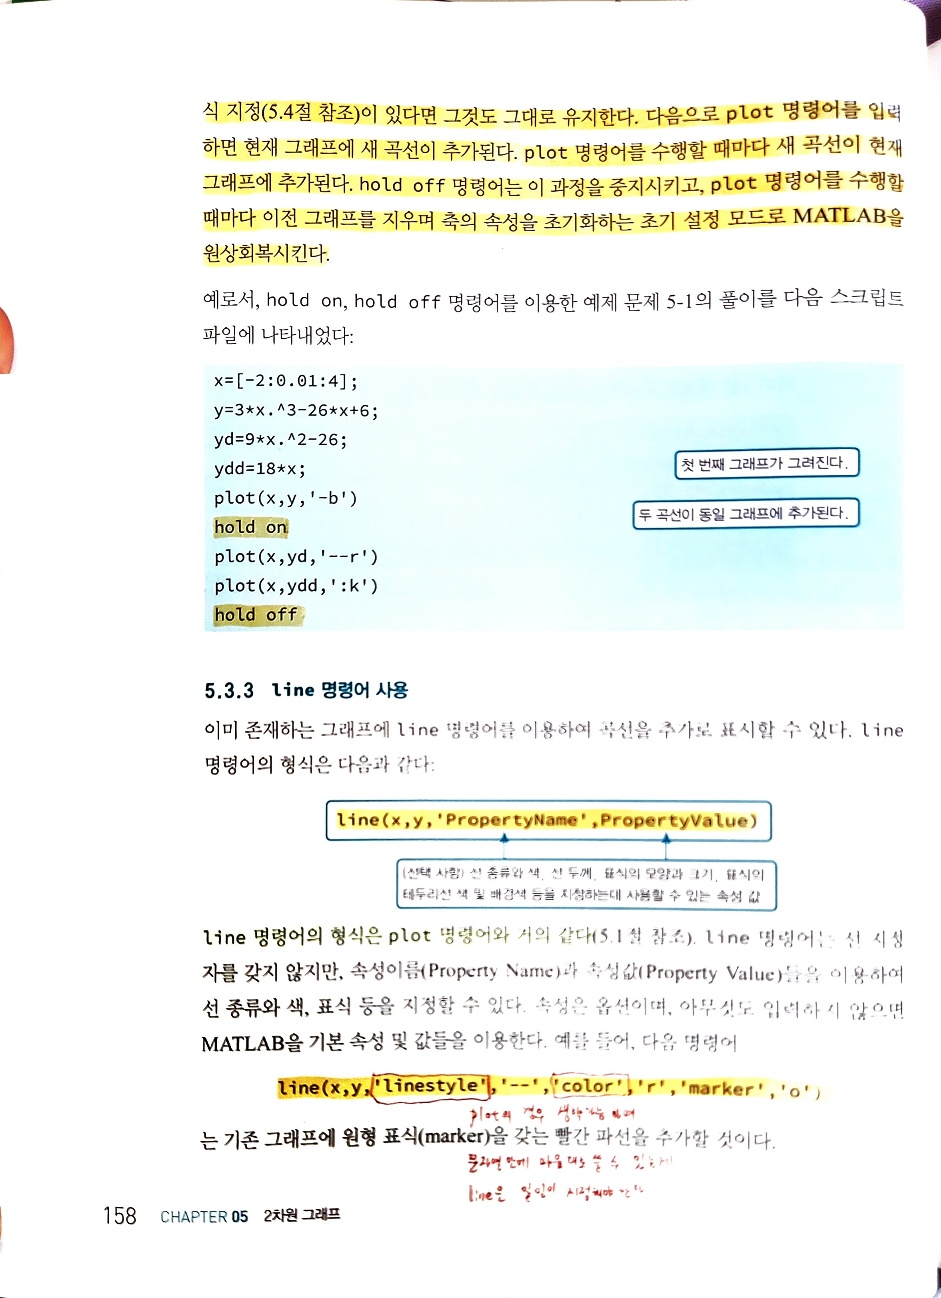 식 지정(5.4절 참조)이 있다면 그것도 그대로 유지한다. 다음으로 plot 명령어를 입력
하면 현재 그래프에 새 곡선이 추가된다. plot 명령어를 수행할 때마다 새 곡선이 현재
그래프에 추가된다. hold off 명령어는 이 과정을 중지시키고, plot 명령어를 수행할
때마다 이전 그래프를 지우며 축의 속성을 초기화하는 초기 설정 모드로 MATLAB을
원상회복시킨다.
예로서, hold on, hold off 명령어를 이용한 예제 문제 5-1의 풀이를 다음 스크립트
파일에 나타내었다:
x=[-2:0.01:4];
y=3*x.^3-26*x+6;
yd=9*x.^2-26;
ydd=18*x;
첫 번째 그래프가 그려진다.
plot(x,y,'-b')
두 곡선이 동일 그래프에 추가된다.
hold on
plot(x,yd,'--r')
plot(x,ydd,':k')
hold off
5.3.3 line 명령어 사용
이미 존재하는 그래프에 line 명령어를 이용하여 곡선을 추가로 표시할 수 있다. line
명령어의 형식은 다음과 같다:
line(x,y,'PropertyName',PropertyValue)
(선택 사항) 선 종류와 색, 선 두께, 표식의 모양과 크기, 표식의
테두리선 색 및 배경색 등을 지정하는데 사용할 수 있는 속성 값
line 명령어의 형식은 plot 명령어와 거의 같다(5.1절 참조). line 명령어는 선 지정
자를 갖지 않지만, 속성이름(Property Name)과 속성값(Property Value)들을 이용하여
선 종류와 색, 표식 등을 지정할 수 있다. 속성은 옵션이며, 아무것도 입력하지 않으면
MATLAB을 기본 속성 및 값들을 이용한다. 예를 들어, 다음 명령어
line(x,y,'linestyle','--','color','r','marker','o')
plot의 경우 생략가능 하며
는 기존 그래프에 원형 표식(marker)을 갖는 빨간 파선을 추가할 것이다.
마음대로 쓸 수 있는데
line은 일일이 지정해야
158 CHAPTER 05 2차원 그래프